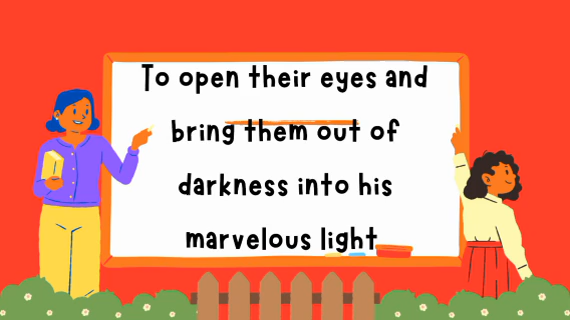 To open their eyes and
bring them out of
darkness into his
marvelous light